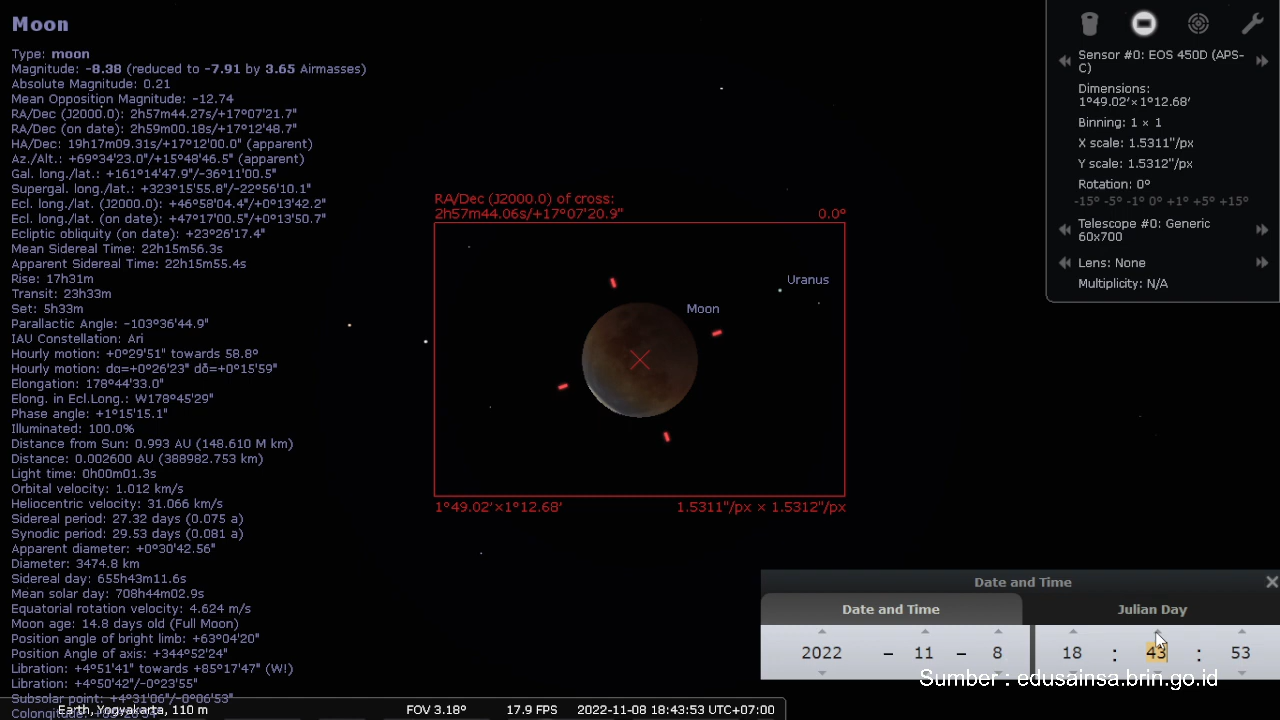 Moon
Type: moon
Magnitude: -8.38 (reduced to -7.91 by 3.65 Airmasses)
Absolute Magnitude: 0.21
Mean Opposition Magnitude: -12.74
RA/Dec (J2000.0): 2h57m44.27s/+17°07'21.7"
RA/Dec (on date): 2h59m00.18s/+17°12'48.7"
HA/Dec: 19h17m09.31s/+17°12'00.0" (apparent)
Az./Alt.: +69°34'23.0"/+15°48'46.5" (apparent)
Gal. long./lat.: +161°14'47.9"/-36°11'00.5"
Supergal. long./lat.: +323°15'55.8"/-22°56'10.1"
Ecl. long./lat. (J2000.0): +46°58'04.4"/+0°13'42.2"
Ecl. long./lat. (on date): +47°17'00.5"/+0°13'50.7"
Ecliptic obliquity (on date): +23°26'17.4"
Mean Sidereal Time: 22h15m56.3s
Apparent Sidereal Time: 22h15m55.4s
Rise: 17h31m
Transit: 23h33m
Set: 5h33m
Parallactic Angle: -103°36'44.9"
IAU Constellation: Ari
Hourly motion: +0°29'51" towards 58.8°
Hourly motion: dα=+0°26'23" dδ=+0°15'59"
Elongation: 178°44'33.0"
Elong. in Ecl.Long.: W178°45'29"
Phase angle: +1°15'15.1"
Illuminated: 100.0%
Distance from Sun: 0.993 AU (148.610 M km)
Distance: 0.002600 AU (388982.753 km)
Light time: 0h00m01.3s
Orbital velocity: 1.012 km/s
Heliocentric velocity: 31.066 km/s
Sidereal period: 27.32 days (0.075 a)
Synodic period: 29.53 days (0.081 a)
Apparent diameter: +0°30'42.56"
Diameter: 3474.8 km
Sidereal day: 655h43m11.6s
Mean solar day: 708h44m02.9s
Equatorial rotation velocity: 4.624 m/s
Moon age: 14.8 days old (Full Moon)
Position angle of bright limb: +63°04'20"
Position Angle of axis: +344°52'24"
Libration: +4°51'41" towards +85°17'47" (W!)
Libration: +4°50'42"/-0°23'55"
Subsolar point: +4°31'06"/-0°06'53"
Earth, Yogyakarta, 110 m
FOV 3.18°
17.9 FPS
2022-11-08 18:43:53 UTC+07:00
RA/Dec (J2000.0) of cross:
2h57m44.06s/+17°07'20.9"
0.0°
Uranus
Moon
1°49.02'×1°12.68'
1.5311"/px × 1.5312"/px
Sensor #0: EOS 450D (APS-
C)
Dimensions:
1°49.02'×1°12.68'
Binning: 1 × 1
X scale: 1.5311"/px
Y scale: 1.5312"/px
Rotation: 0°
-15° -5° -1° 0° +1° +5° +15°
Telescope #0: Generic
60x700
Lens: None
Multiplicity: N/A
Date and Time
Date and Time
Julian Day
2022 – 11 – 8
18 : 43 : 53
Sumber : edusainsa.brin.go.id